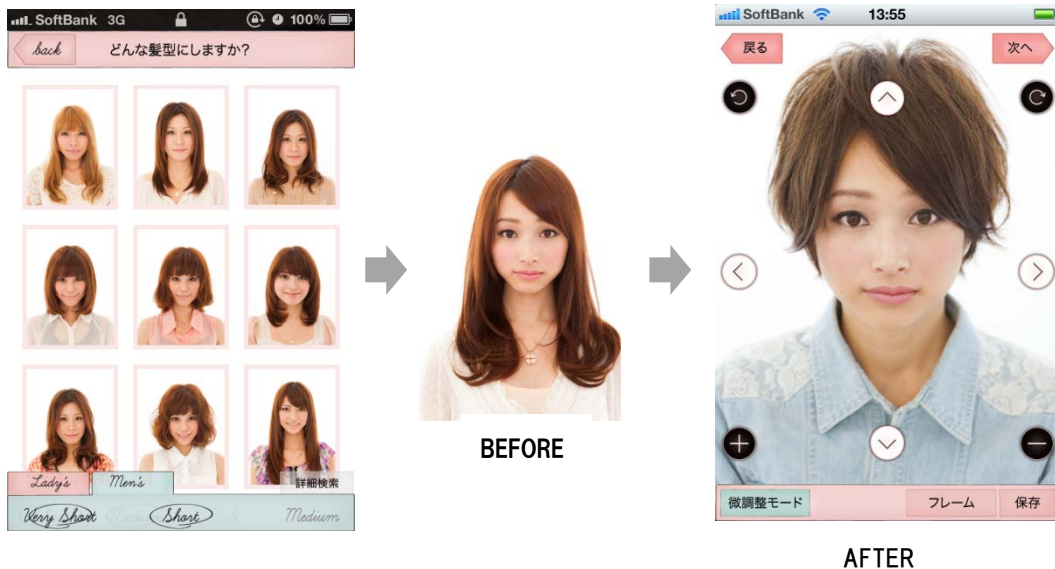 SoftBank 3G 100%
back どんな髪型にしますか?
Lady's Men's 詳細検索
Very Short Short Medium
BEFORE
SoftBank 13:55
戻る 次へ
微調整モード フレーム 保存
AFTER